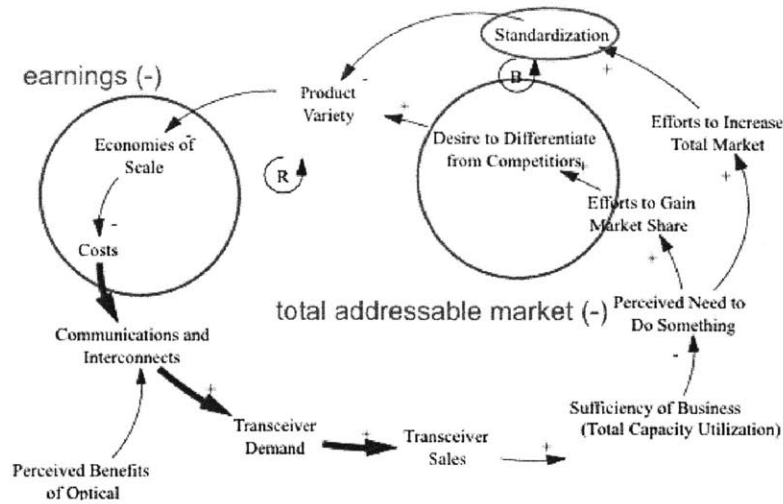 Standardization
earnings (-)
B
Product
Variety
-
+
+
Economies of
Scale
-
Desire to Differentiate
from Competitiors
+
Efforts to Increase
Total Market
+
R
Efforts to Gain
Market Share
-
Costs
+
total addressable market (-)
Perceived Need to
Do Something
Communications and
Interconnects
-
+
Transceiver
Demand
+
Transceiver
Sales
+
Sufficiency of Business
(Total Capacity Utilization)
Perceived Benefits
of Optical